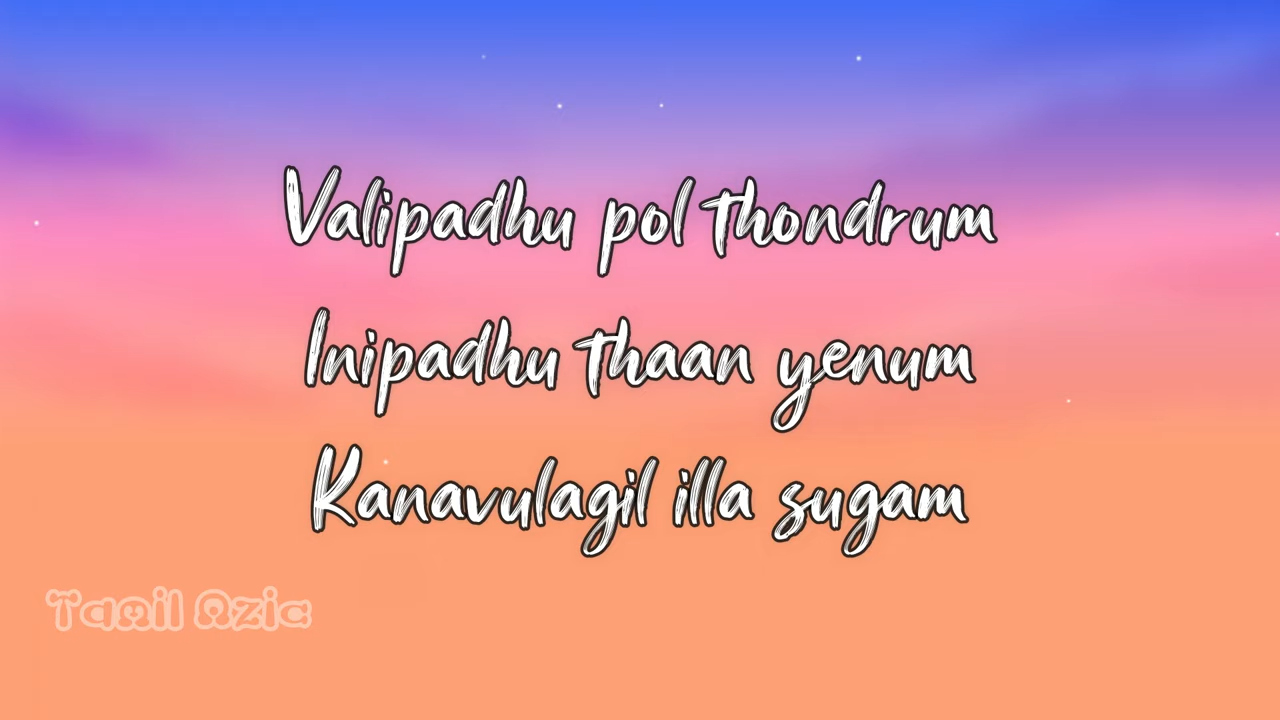 Valipadhu pol thondrum
Inipadhu thaan yenum
Kanavulagil illa sugam
Tamil Azic